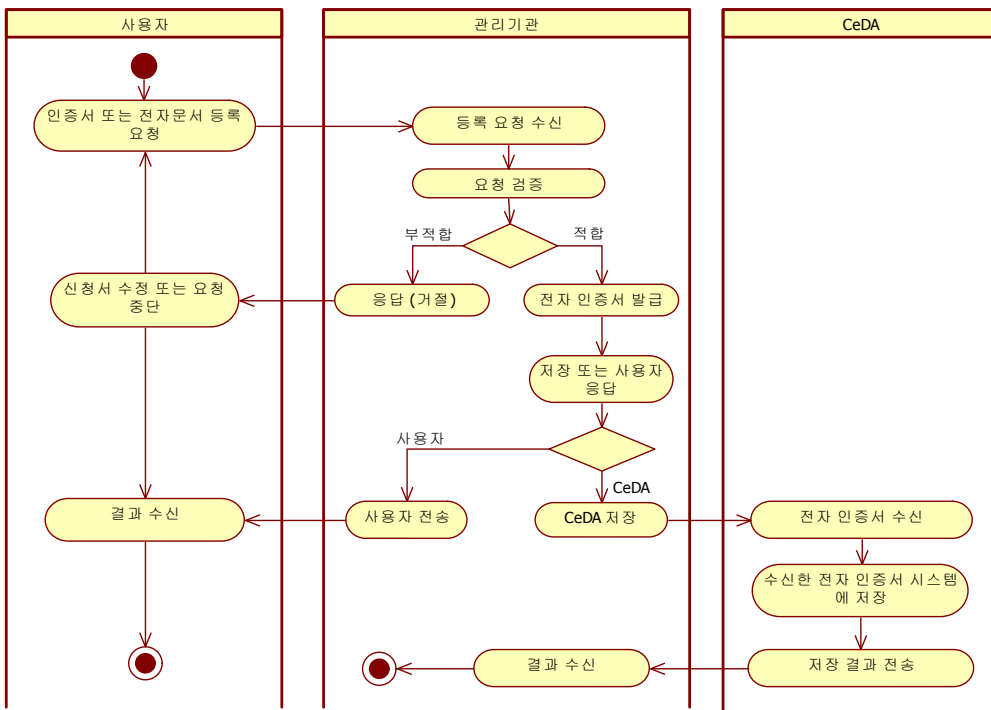 사용자
관리기관
CeDA
인증서 또는 전자문서 등록
요청
등록 요청 수신
요청 검증
부적합
적합
신청서 수정 또는 요청
중단
응답 (거절)
전자 인증서 발급
저장 또는 사용자
응답
사용자
CeDA
결과 수신
사용자 전송
CeDA 저장
전자 인증서 수신
수신한 전자 인증서 시스템
에 저장
결과 수신
저장 결과 전송